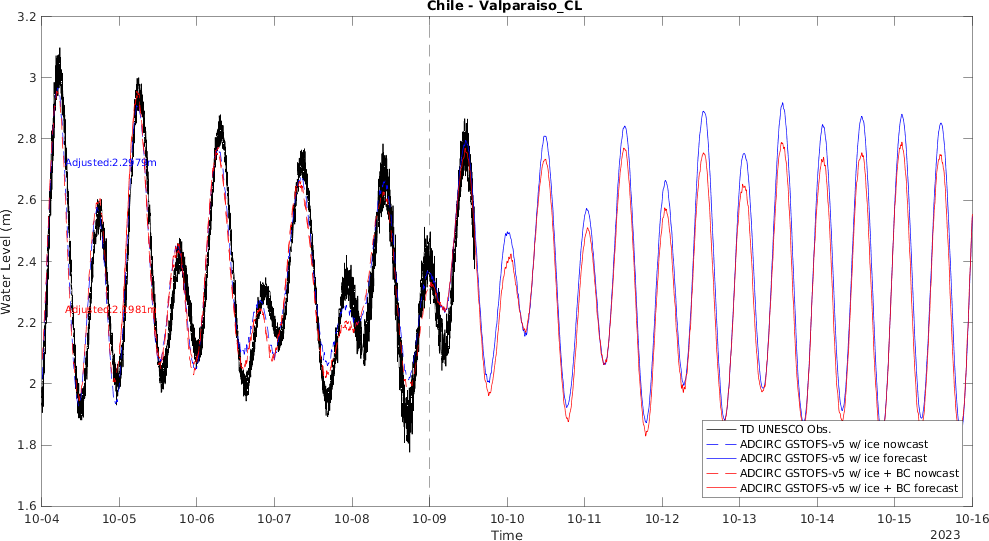 Chile - Valparaiso_CL
3.2
3
2.8
2.6
2.4
2.2
2
1.8
1.6
Water Level (m)
Adjusted:2.2979m
TD UNESCO Obs.
ADCIRC GSTOFS-v5 w/ ice nowcast
ADCIRC GSTOFS-v5 w/ ice forecast
ADCIRC GSTOFS-v5 w/ ice + BC nowcast
ADCIRC GSTOFS-v5 w/ ice + BC forecast
10-04 10-05 10-06 10-07 10-08 10-09 10-10 10-11 10-12 10-13 10-14 10-15 10-16
Time
2023